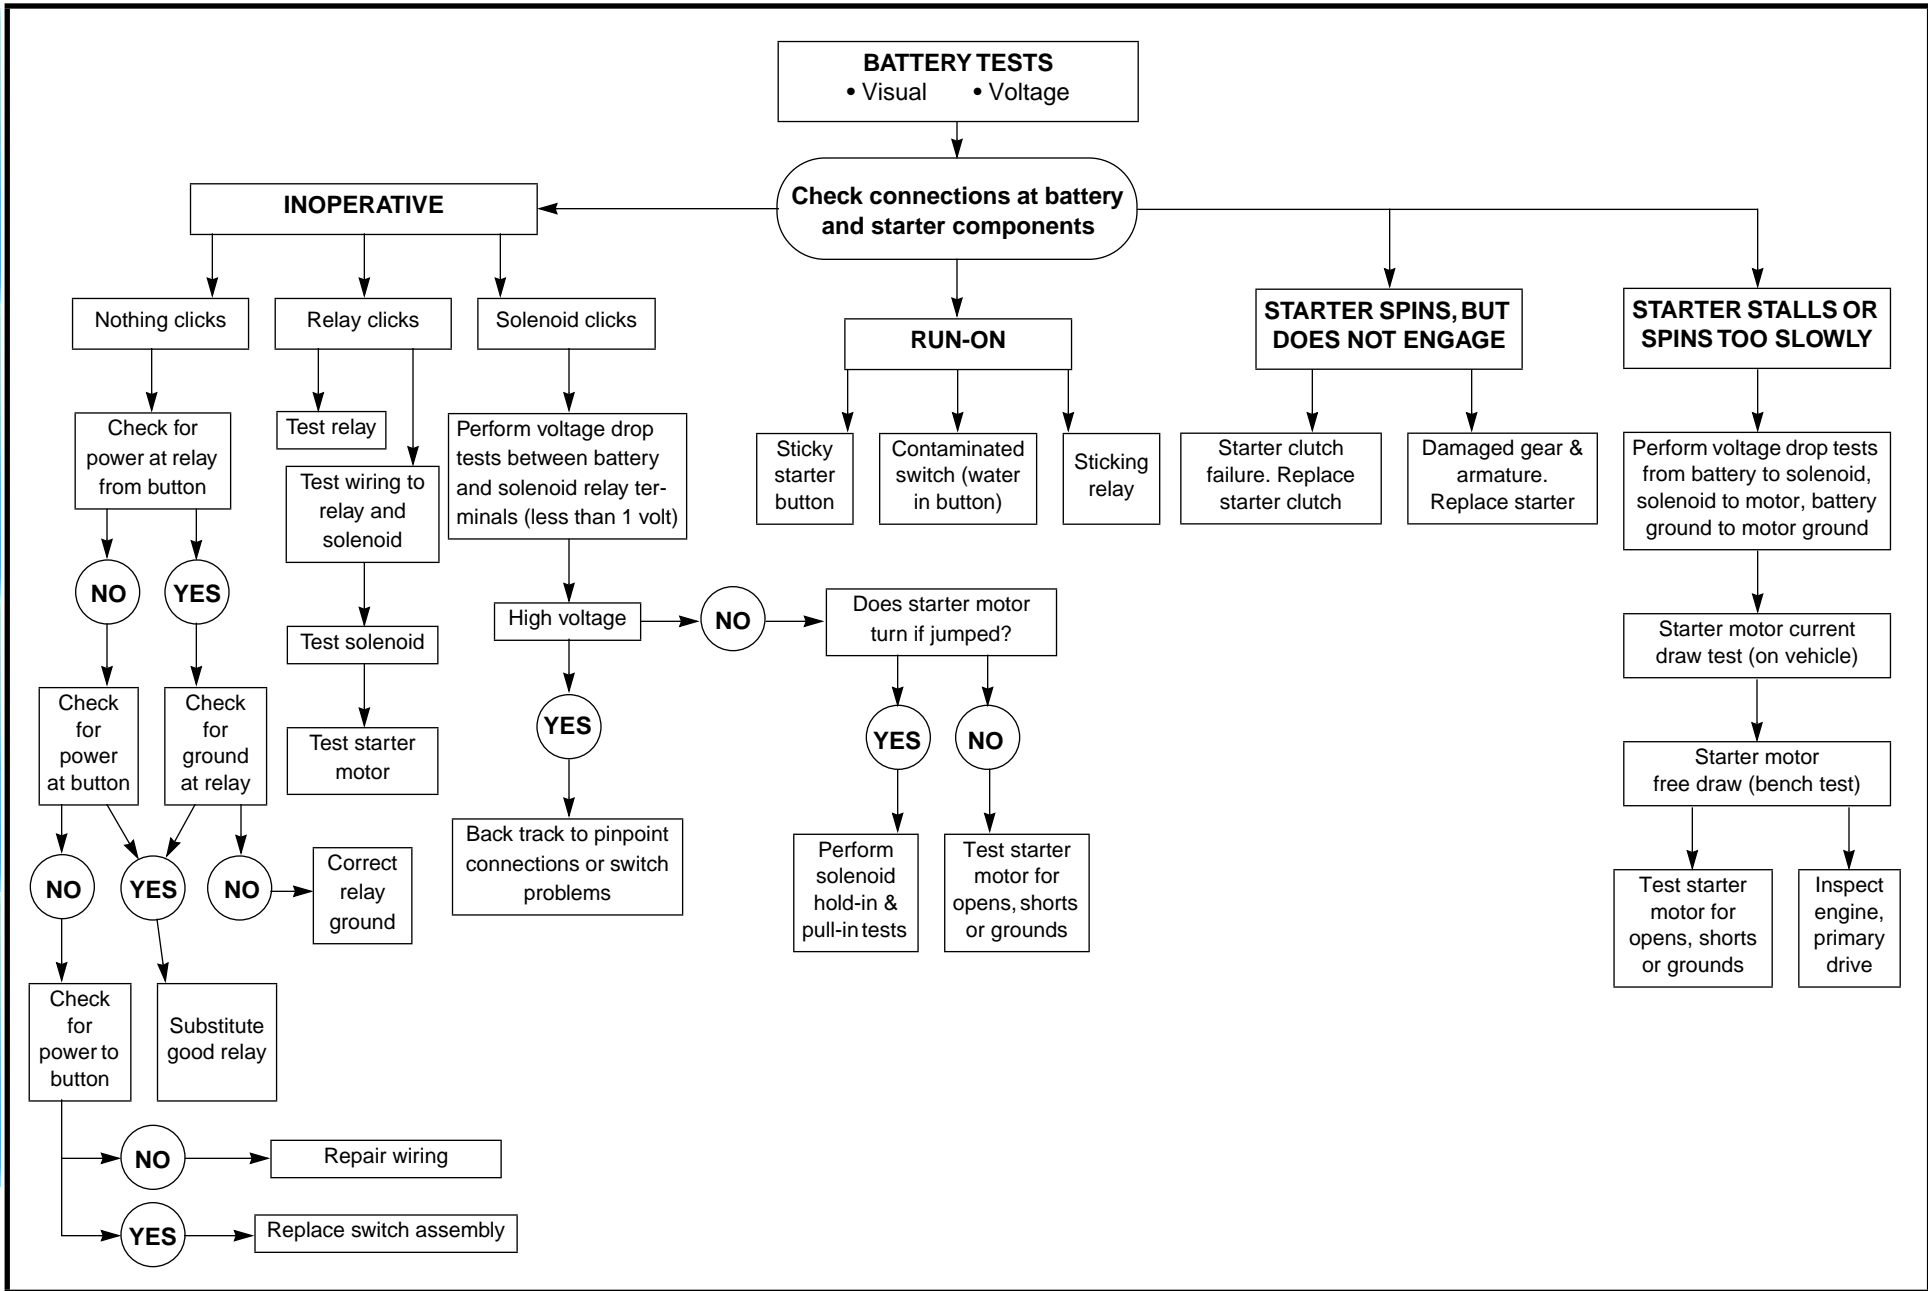 BATTERY TESTS
• Visual • Voltage
Check connections at battery
and starter components
INOPERATIVE
Nothing clicks
Check for
power at relay
from button
NO
YES
Check
for
power
at button
Check
for
ground
at relay
NO
YES
NO
Correct
relay
ground
Check
for
power to
button
Substitute
good relay
NO
Repair wiring
YES
Replace switch assembly
Relay clicks
Test relay
Test wiring to
relay and
solenoid
Test solenoid
Test starter
motor
Solenoid clicks
Perform voltage drop
tests between battery
and solenoid relay ter-
minals (less than 1 volt)
High voltage
NO
Does starter motor
turn if jumped?
YES
Back track to pinpoint
connections or switch
problems
YES
NO
Perform
solenoid
hold-in &
pull-in tests
Test starter
motor for
opens, shorts
or grounds
RUN-ON
Sticky
starter
button
Contaminated
switch (water
in button)
Sticking
relay
STARTER SPINS, BUT
DOES NOT ENGAGE
Starter clutch
failure. Replace
starter clutch
Damaged gear &
armature.
Replace starter
STARTER STALLS OR
SPINS TOO SLOWLY
Perform voltage drop tests
from battery to solenoid,
solenoid to motor, battery
ground to motor ground
Starter motor current
draw test (on vehicle)
Starter motor
free draw (bench test)
Test starter
motor for
opens, shorts
or grounds
Inspect
engine,
primary
drive